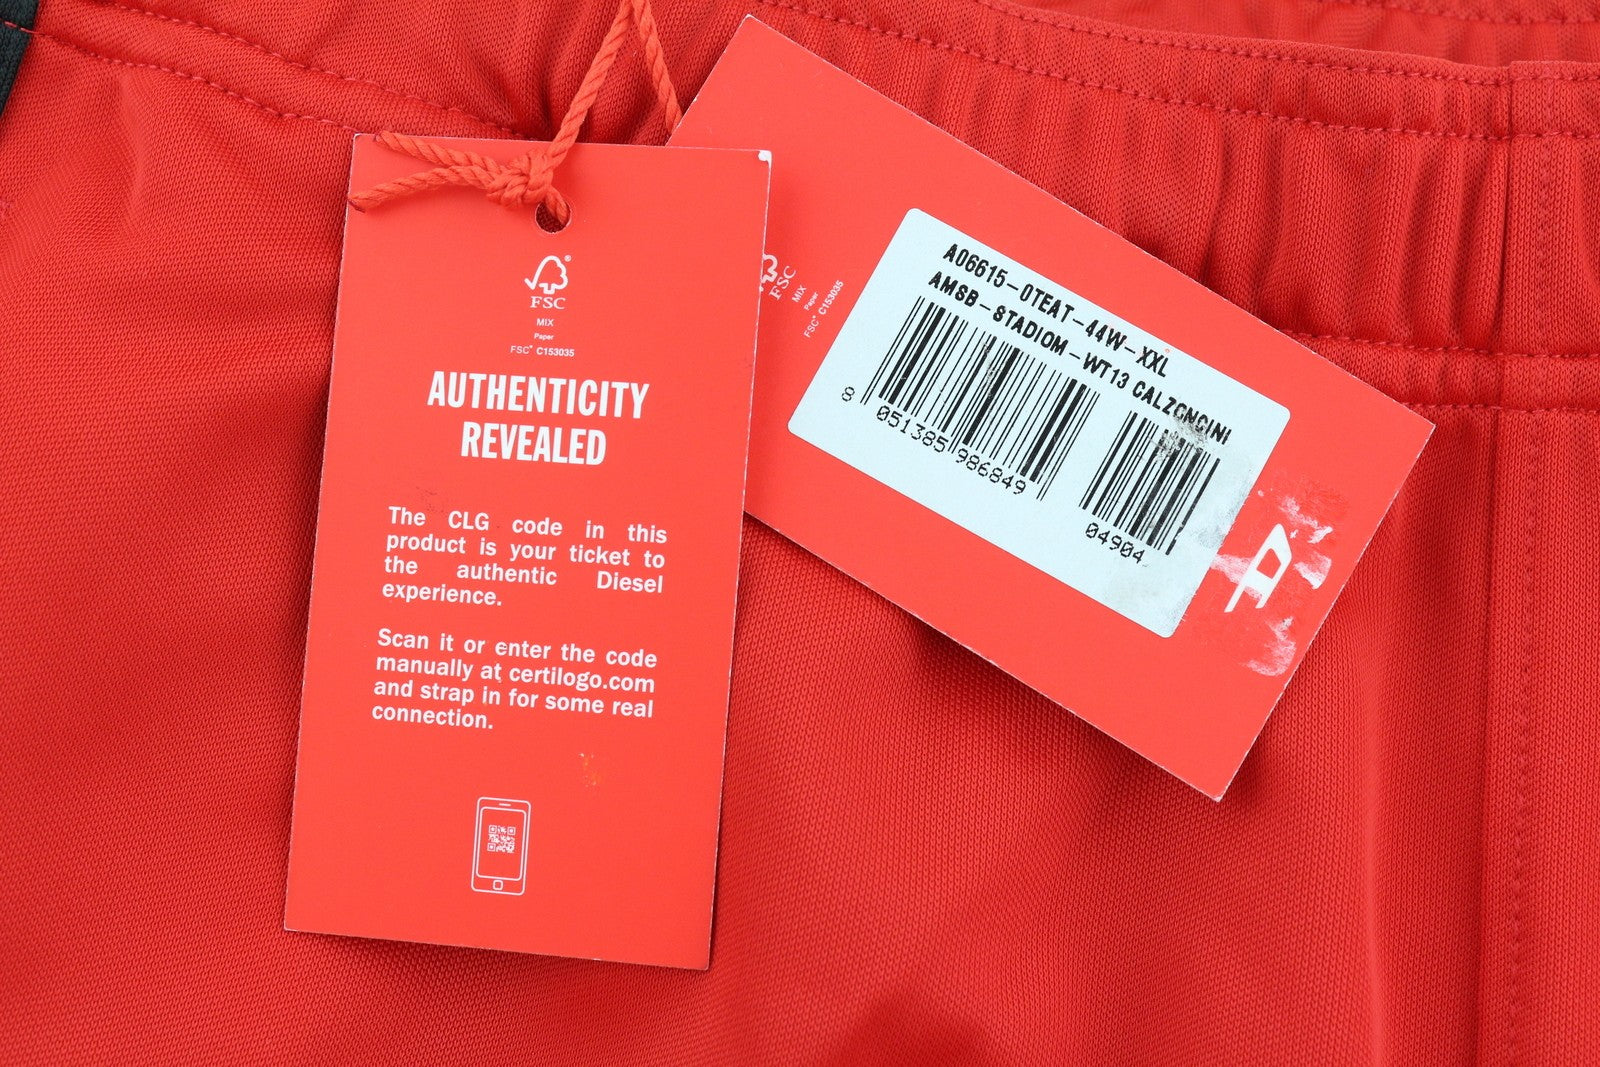 FSC
MIX
Paper
FSC® C153035
AUTHENTICITY
REVEALED
The CLG code in this
product is your ticket to
the authentic Diesel
experience.
Scan it or enter the code
manually at certilogo.com
and strap in for some real
connection.
FSC
MIX
Paper
FSC® C153035
A06615-0TEAT-44W-XXL
AMSB-STADIOM-WT13 CALZONCINI
8 051385 986849
04904
D